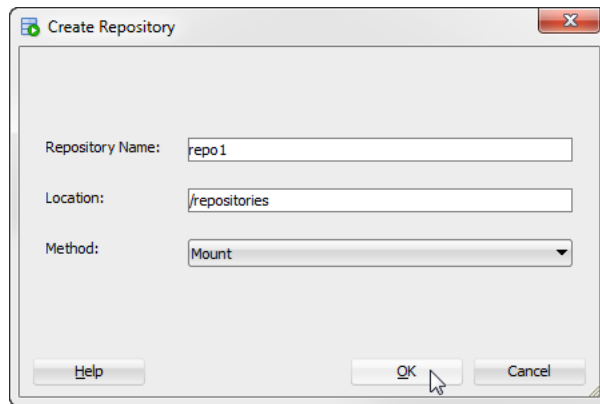 Create Repository
Repository Name: repo1
Location: /repositories
Method: Mount
Help OK Cancel